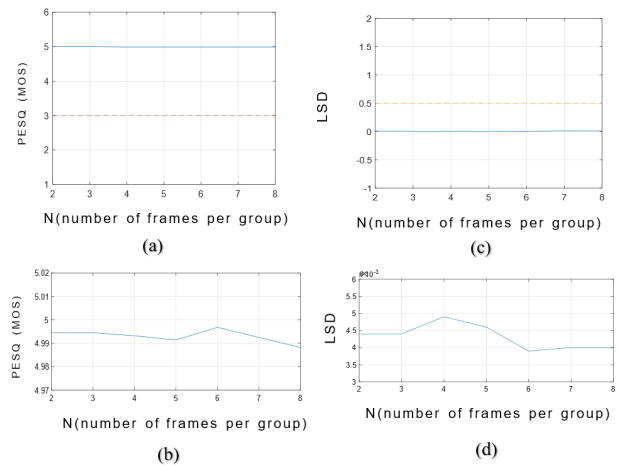 6
5
4
3
2
1
2 3 4 5 6 7 8
PESQ (MOS)
N(number of frames per group)
(a)
2
1.5
1
0.5
0
-0.5
-1
2 3 4 5 6 7 8
LSD
N(number of frames per group)
(c)
5.02
5.01
5
4.99
4.98
4.97
2 3 4 5 6 7 8
PESQ (MOS)
N(number of frames per group)
(b)
6
5.5
5
4.5
4
3.5
3
2 3 4 5 6 7 8
LSD
N(number of frames per group)
(d)